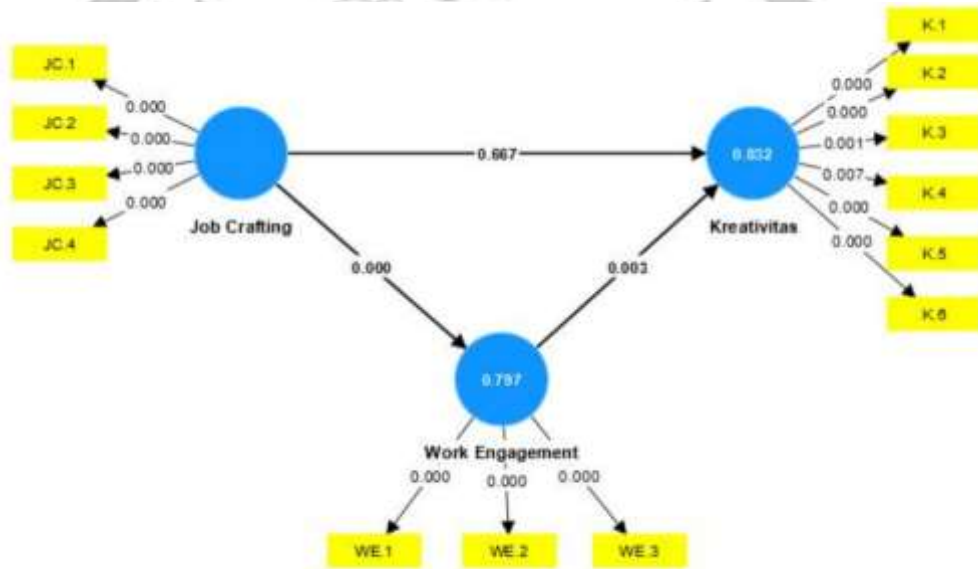 K.1
JC.1
K.2
0.000
0.000
0.000
JC.2
0.000
0.001
K.3
0.667
0.832
JC.3
0.000
0.007
K.4
0.000
0.000
Job Crafting
Kreativitas
JC.4
0.000
K.5
0.000
0.003
K.6
0.797
Work Engagement
0.000
0.000
0.000
WE.1
WE.2
WE.3